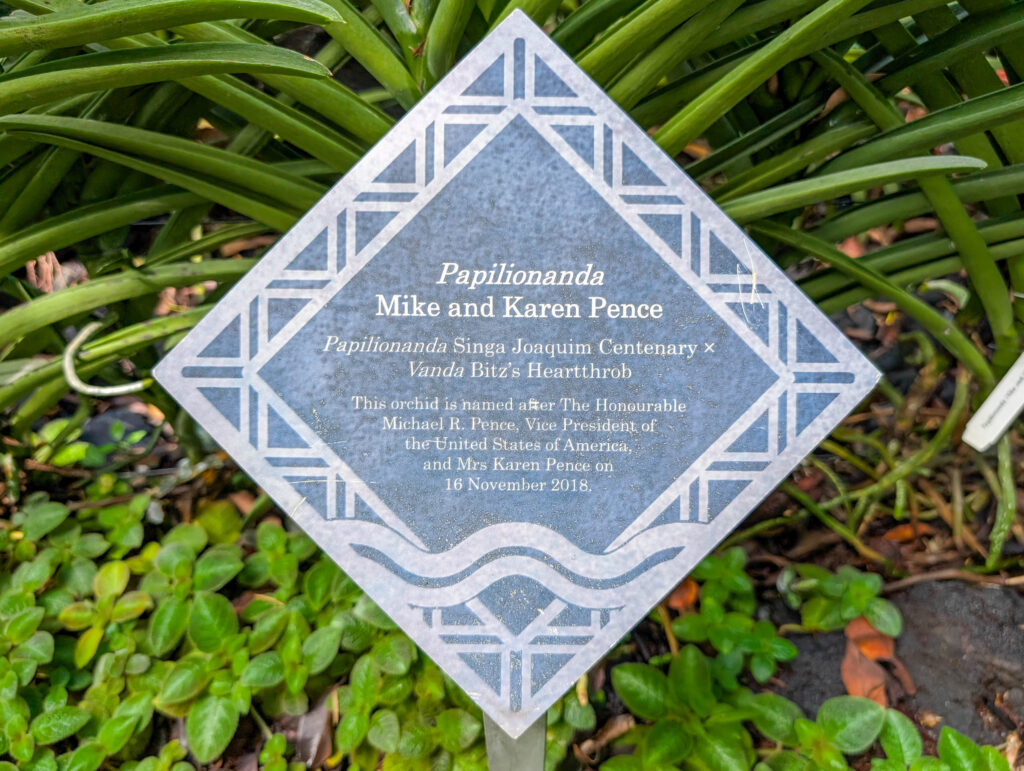 Papilionanda
Mike and Karen Pence
Papilionanda Singa Joaquim Centenary ×
Vanda Bitz's Heartthrob
This orchid is named after The Honourable
Michael R. Pence, Vice President of
the United States of America,
and Mrs Karen Pence on
16 November 2018.